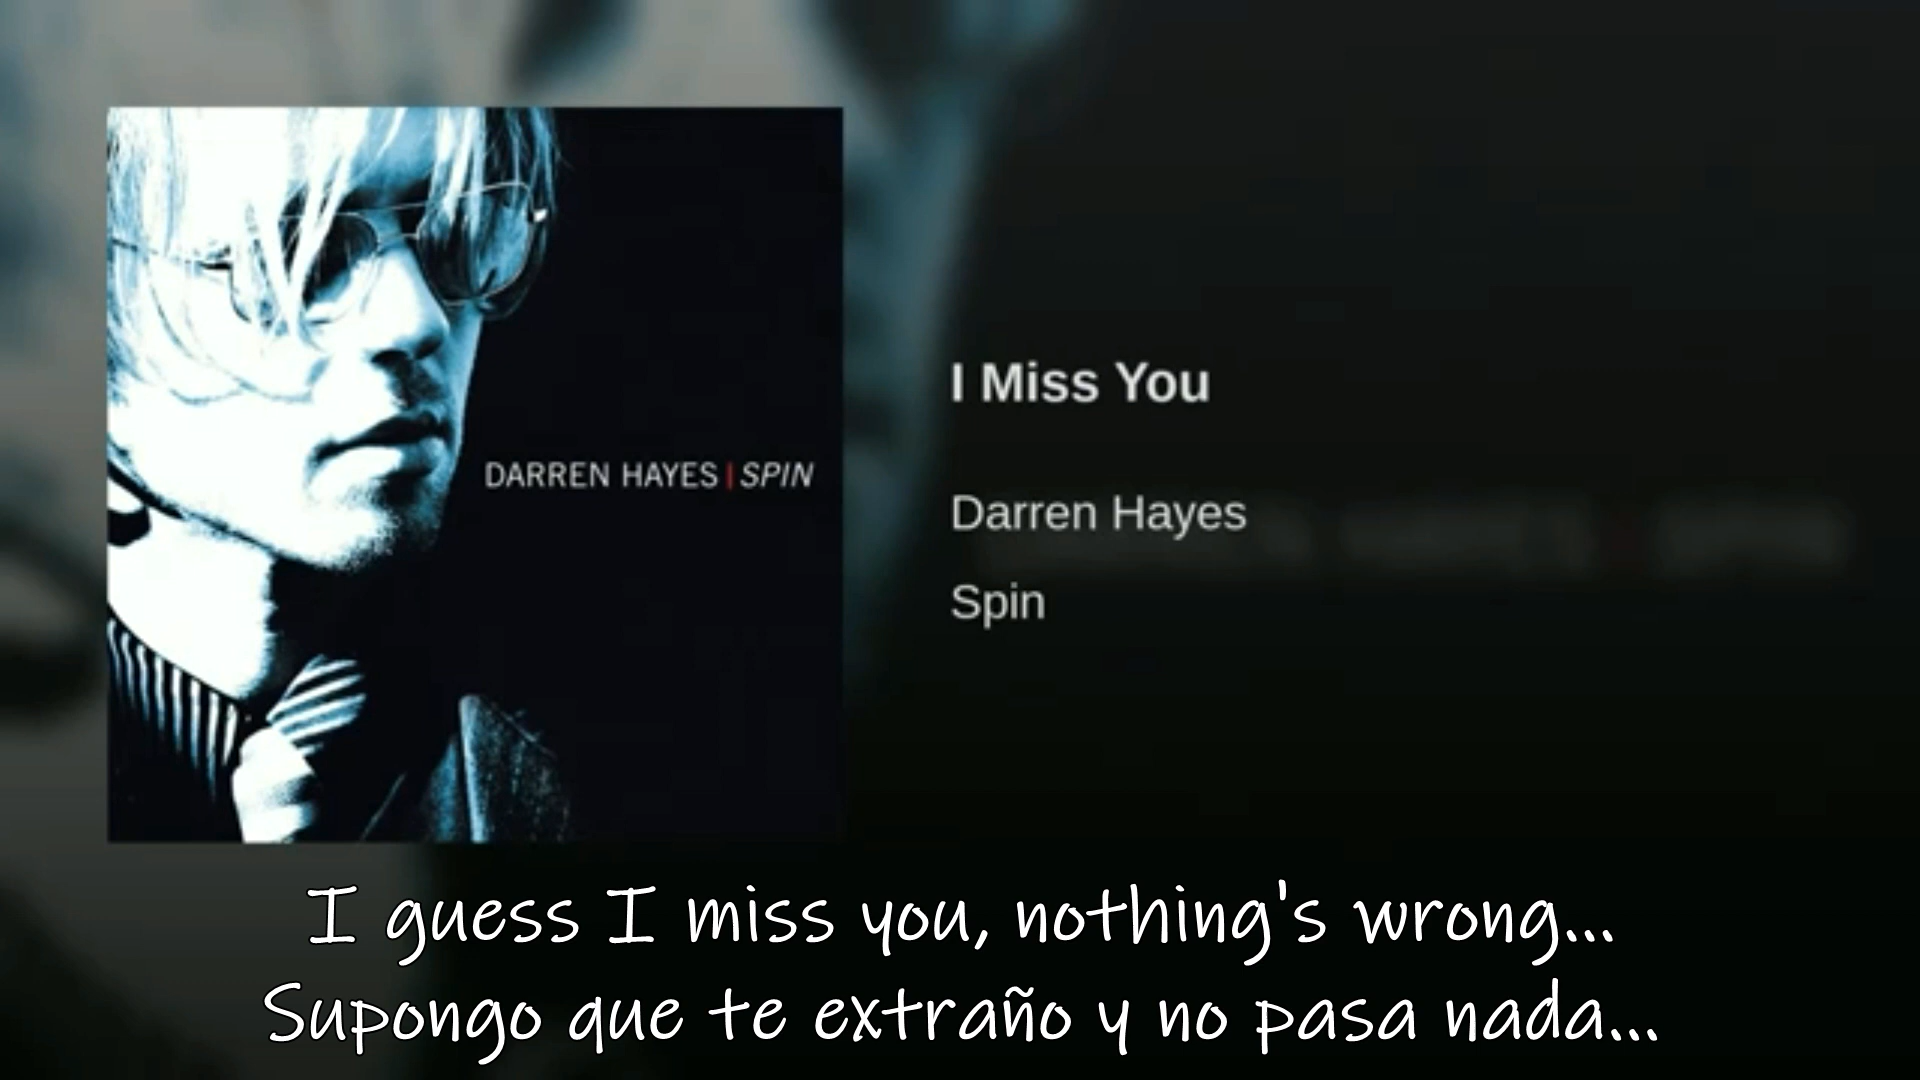 DARREN HAYES | SPIN
I Miss You
Darren Hayes
Spin
I guess I miss you, nothing's wrong...
Supongo que te extraño y no pasa nada...